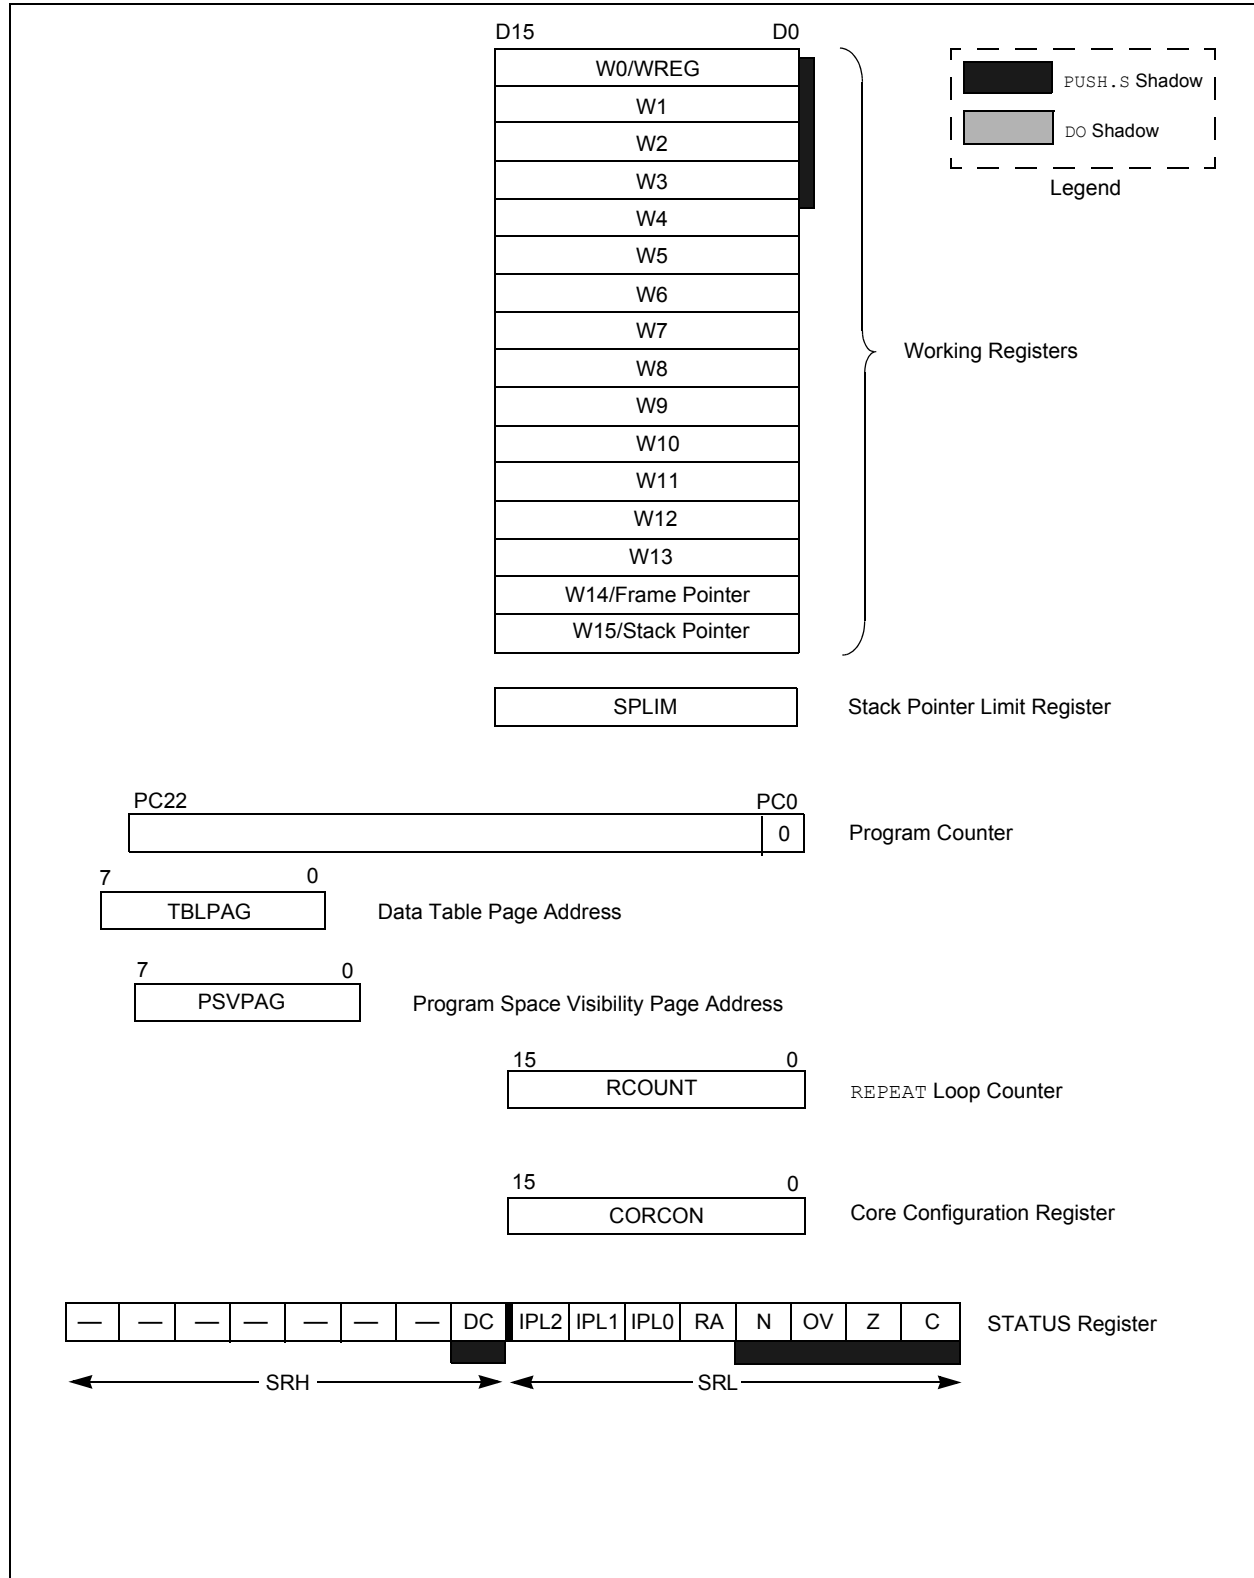 D15 D0
W0/WREG
PUSH.S Shadow
W1
DO Shadow
W2
W3
Legend
W4
W5
W6
W7
Working Registers
W8
W9
W10
W11
W12
W13
W14/Frame Pointer
W15/Stack Pointer
SPLIM Stack Pointer Limit Register
PC22 PC0
0 Program Counter
7 0
TBLPAG Data Table Page Address
7 0
PSVPAG Program Space Visibility Page Address
15 0
RCOUNT REPEAT Loop Counter
15 0
CORCON Core Configuration Register
— — — — — — — DC IPL2 IPL1 IPL0 RA N OV Z C STATUS Register
SRH SRL